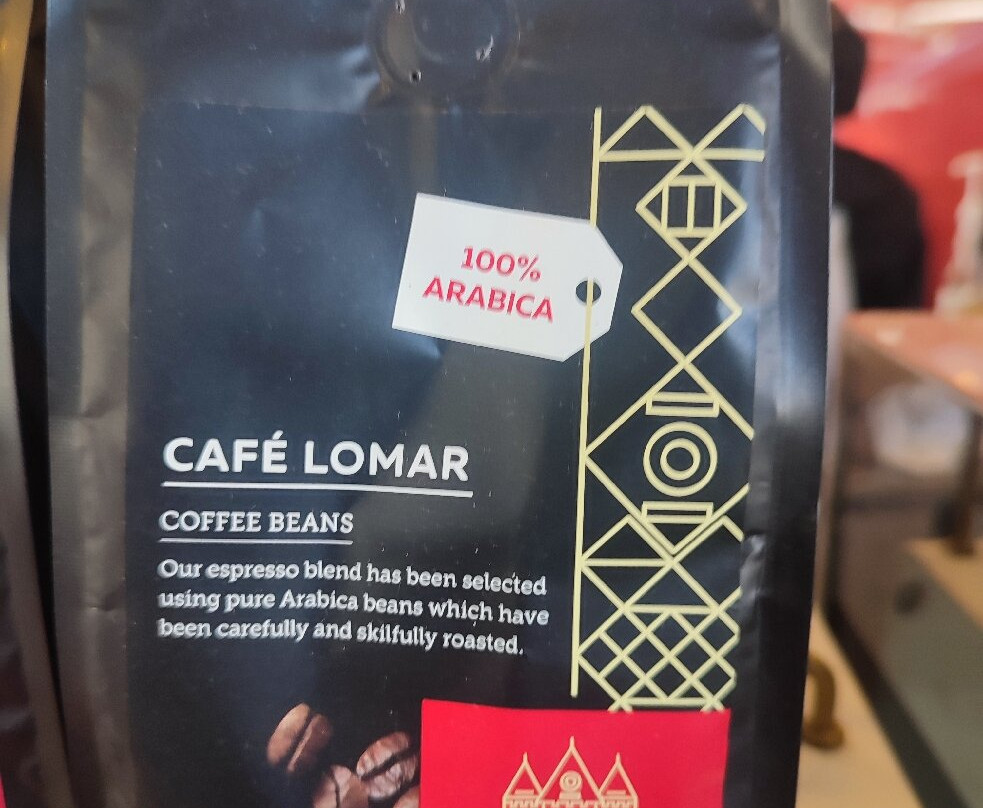 100%
ARABICA
CAFÉ LOMAR
COFFEE BEANS
Our espresso blend has been selected
using pure Arabica beans which have
been carefully and skilfully roasted.